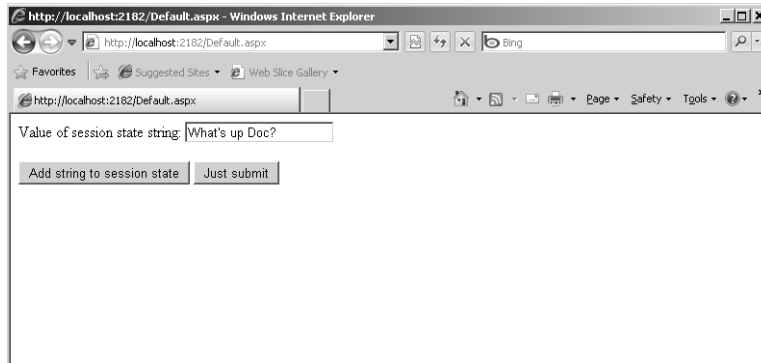 http://localhost:2182/Default.aspx - Windows Internet Explorer
http://localhost:2182/Default.aspx
Bing
Favorites
Suggested Sites
Web Slice Gallery
http://localhost:2182/Default.aspx
Page
Safety
Tools
Value of session state string: What's up Doc?
Add string to session state
Just submit